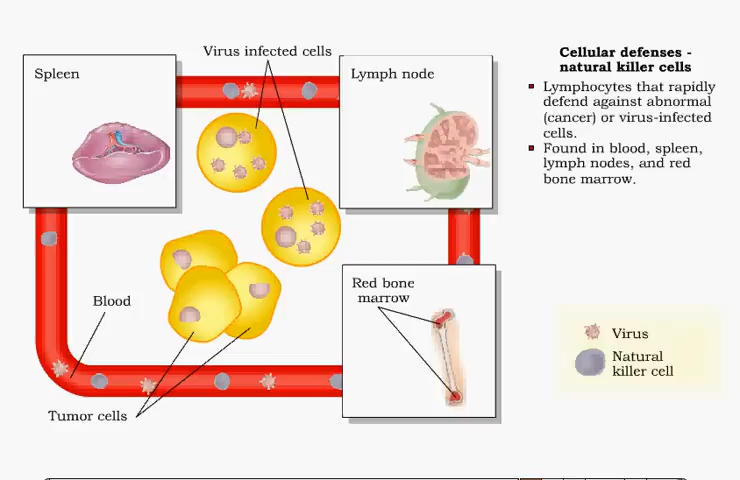 Virus infected cells
Spleen
Lymph node
Cellular defenses -
natural killer cells
Lymphocytes that rapidly
defend against abnormal
(cancer) or virus-infected
cells.
Found in blood, spleen,
lymph nodes, and red
bone marrow.
Blood
Red bone
marrow
Tumor cells
Virus
Natural
killer cell